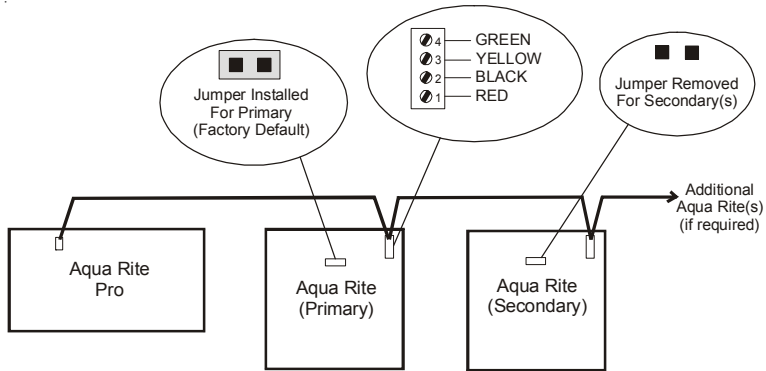 Jumper Installed
For Primary
(Factory Default)
4 GREEN
3 YELLOW
2 BLACK
1 RED
Jumper Removed
For Secondary(s)
Additional
Aqua Rite(s)
(if required)
Aqua Rite
Pro
Aqua Rite
(Primary)
Aqua Rite
(Secondary)